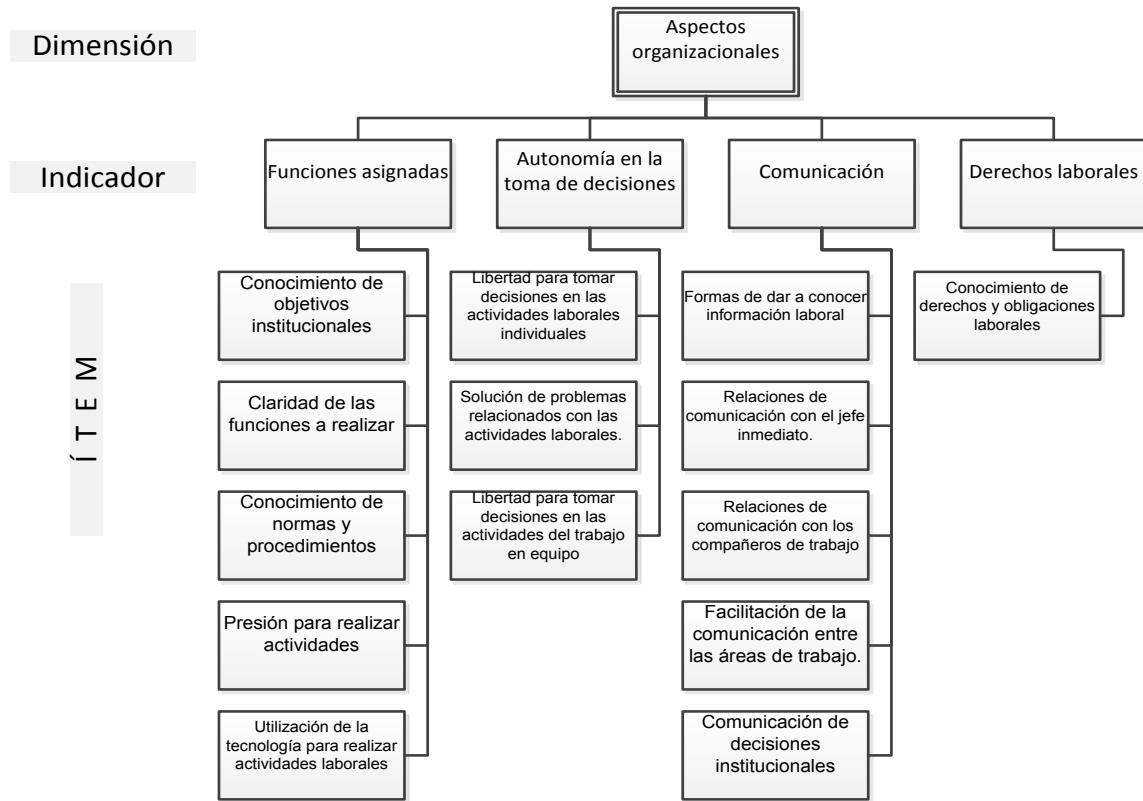 Dimensión
Aspectos
organizacionales
Indicador
Funciones asignadas
Autonomía en la
toma de decisiones
Comunicación
Derechos laborales
ÍTEM
Conocimiento de
objetivos
institucionales
Claridad de las
funciones a realizar
Conocimiento de
normas y
procedimientos
Presión para realizar
actividades
Utilización de la
tecnología para realizar
actividades laborales
Libertad para tomar
decisiones en las
actividades laborales
individuales
Solución de problemas
relacionados con las
actividades laborales.
Libertad para tomar
decisiones en las
actividades del trabajo
en equipo
Formas de dar a conocer
información laboral
Relaciones de
comunicación con el jefe
inmediato.
Relaciones de
comunicación con los
compañeros de trabajo
Facilitación de la
comunicación entre
las áreas de trabajo.
Comunicación de
decisiones
institucionales
Conocimiento de
derechos y obligaciones
laborales